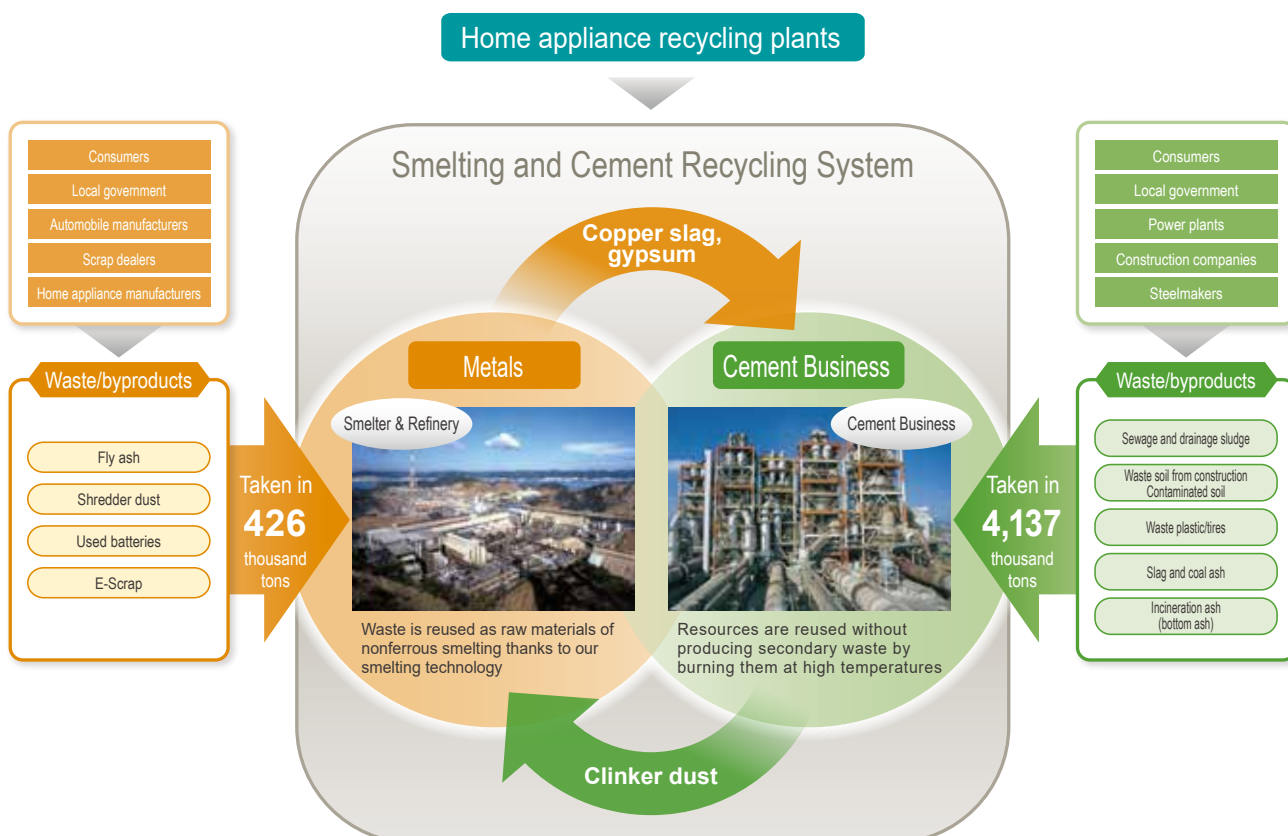 Home appliance recycling plants
Consumers
Local government
Automobile manufacturers
Scrap dealers
Home appliance manufacturers
Waste/byproducts
Fly ash
Shredder dust
Used batteries
E-Scrap
Taken in
426
thousand
tons
Smelting and Cement Recycling System
Copper slag,
gypsum
Metals
Smelter & Refinery
Waste is reused as raw materials of
nonferrous smelting thanks to our
smelting technology
Cement Business
Cement Business
Resources are reused without
producing secondary waste by
burning them at high temperatures
Clinker dust
Consumers
Local government
Power plants
Construction companies
Steelmakers
Waste/byproducts
Sewage and drainage sludge
Waste soil from construction
Contaminated soil
Waste plastic/tires
Slag and coal ash
Incineration ash
(bottom ash)
Taken in
4,137
thousand
tons